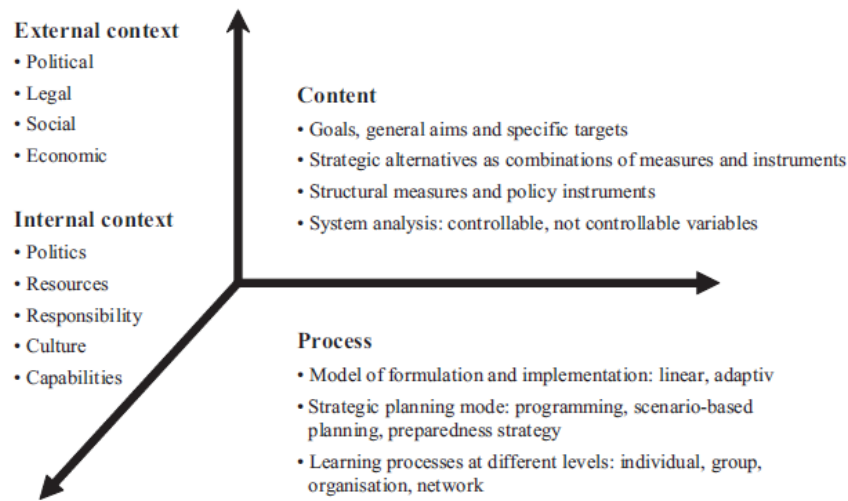 External context
• Political
• Legal
• Social
• Economic
Internal context
• Politics
• Resources
• Responsibility
• Culture
• Capabilities
Content
• Goals, general aims and specific targets
• Strategic alternatives as combinations of measures and instruments
• Structural measures and policy instruments
• System analysis: controllable, not controllable variables
Process
• Model of formulation and implementation: linear, adaptiv
• Strategic planning mode: programming, scenario-based
planning, preparedness strategy
• Learning processes at different levels: individual, group,
organisation, network